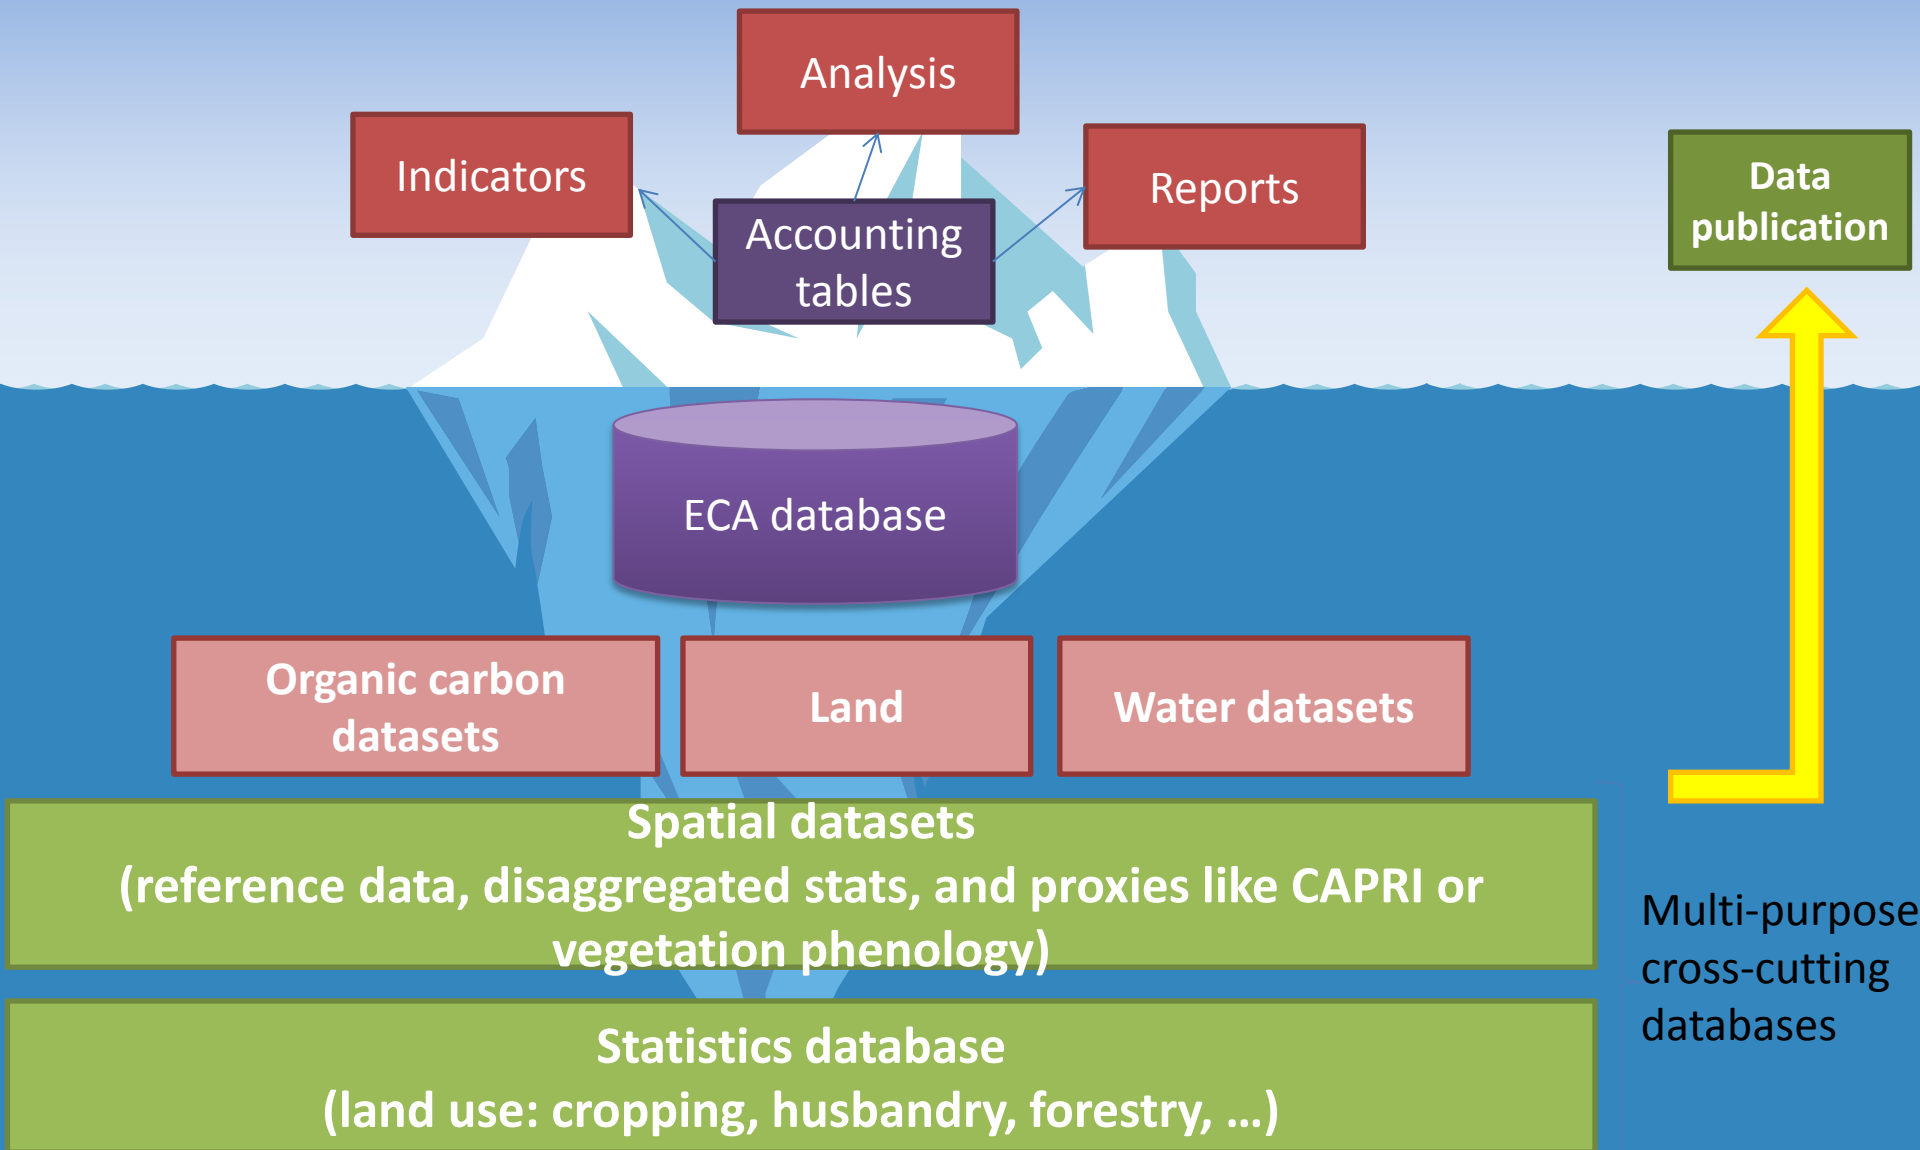 Analysis
Indicators
Reports
Data
publication
Accounting
tables
ECA database
Organic carbon
datasets
Land
Water datasets
Spatial datasets
(reference data, disaggregated stats, and proxies like CAPRI or
vegetation phenology)
Multi-purpose
cross-cutting
databases
Statistics database
(land use: cropping, husbandry, forestry, ...)